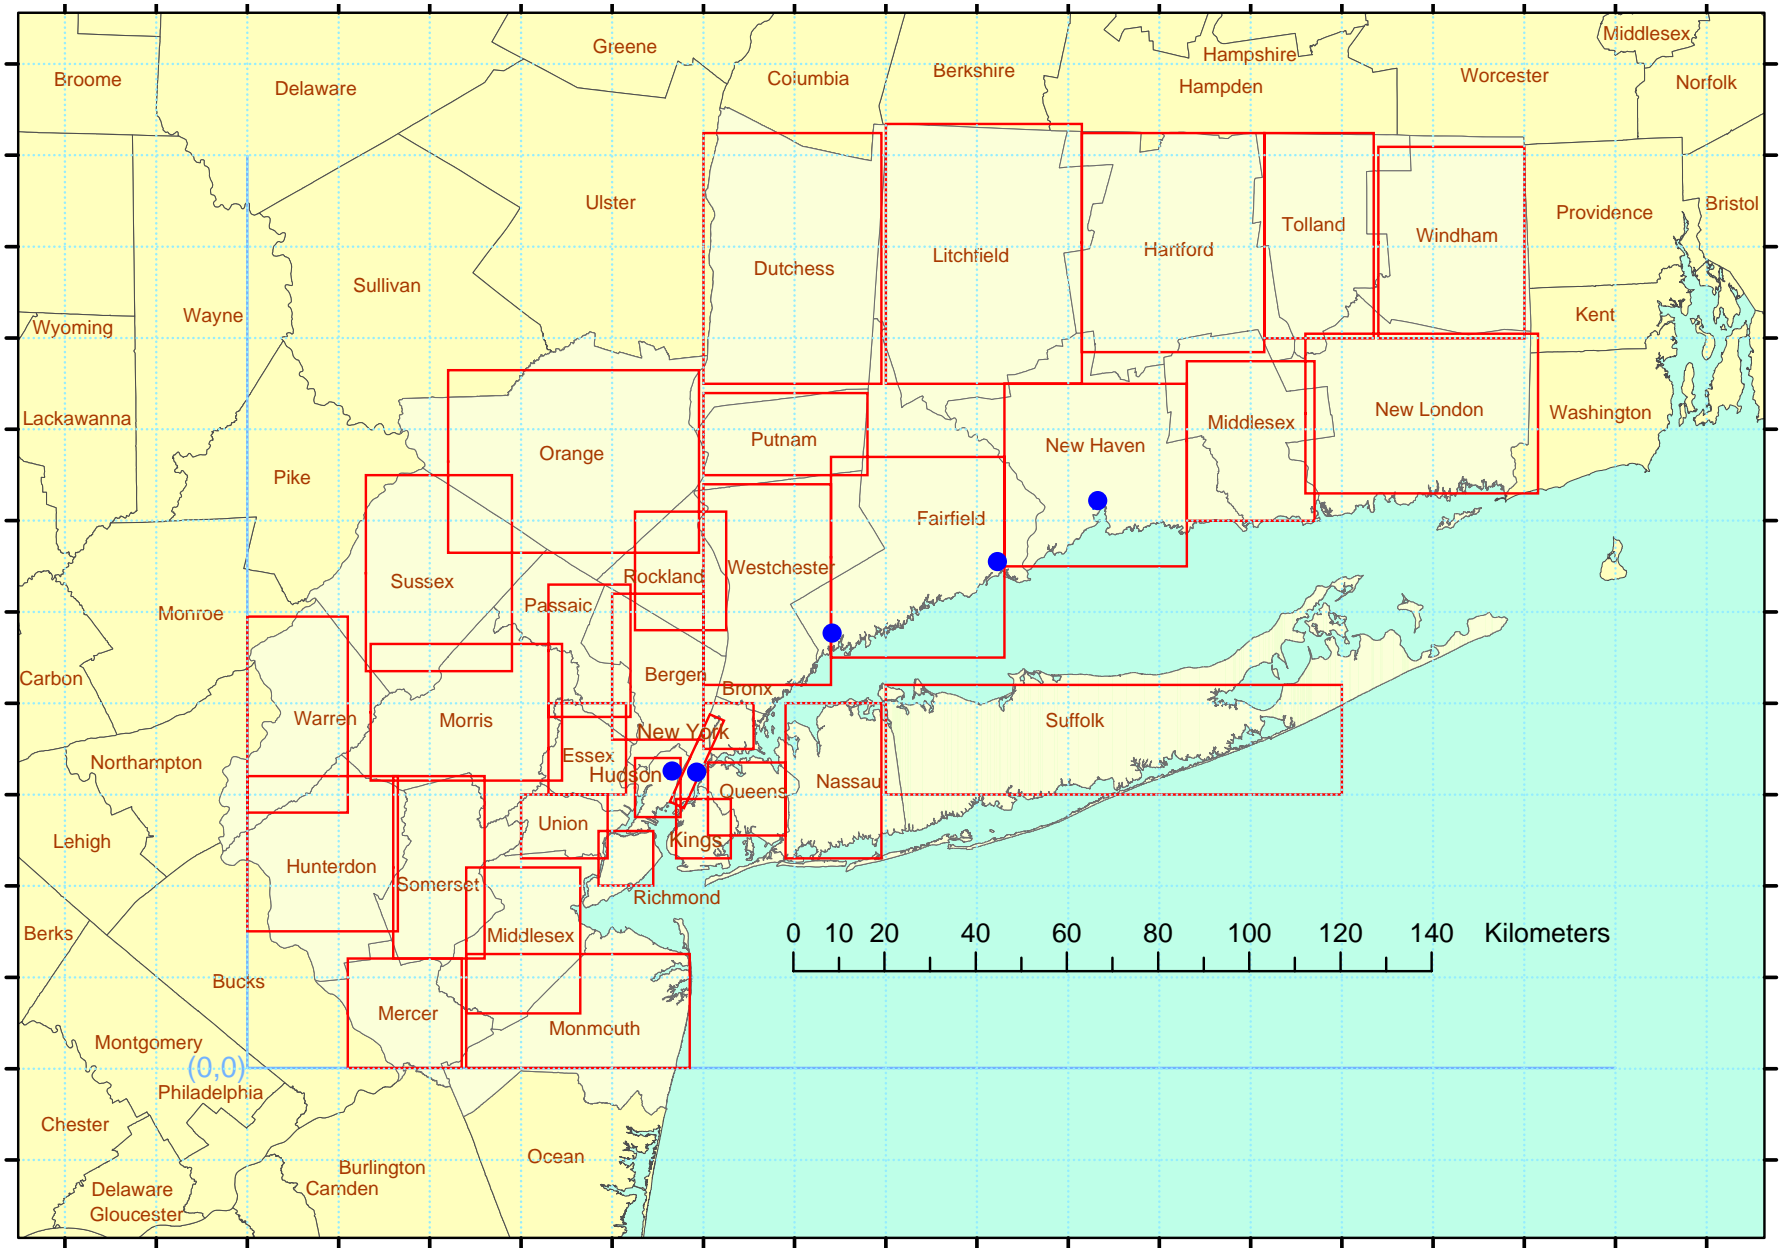 Middlesex
Greene
Hampshire
Columbia
Berkshire
Worcester
Broome
Delaware
Hampden
Norfolk
Ulster
Bristol
Providence
Tolland
Windham
Hartford
Litchfield
Dutchess
Sullivan
Wayne
Kent
Wyoming
New London
Washington
Lackawanna
Middlesex
Putnam
New Haven
Orange
Pike
Fairfield
Westchester
Rockland
Sussex
Passaic
Monroe
Bergen
Carbon
Bronx
Warren
Morris
Suffolk
New York
Essex
Northampton
Hudson
Nassau
Queens
Union
Kings
Lehigh
Hunterdon
Somerset
Richmond
Berks
Middlesex
0 10 20 40 60 80 100 120 140 Kilometers
Bucks
Mercer
Monmouth
Montgomery
(0,0)
Philadelphia
Chester
Ocean
Burlington
Delaware
Camden
Gloucester